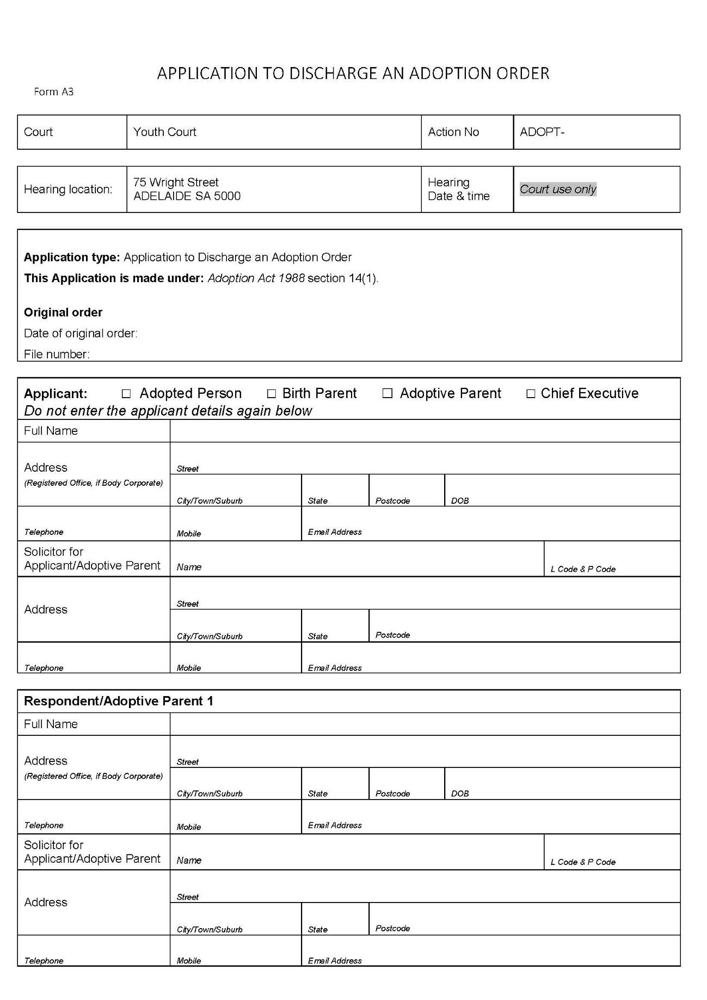 APPLICATION TO DISCHARGE AN ADOPTION ORDER
Form A3
Court Youth Court Action No ADOPT-
Hearing location: 75 Wright Street Hearing Court use only
ADELAIDE SA 5000 Date & time
Application type: Application to Discharge an Adoption Order
This Application is made under: Adoption Act 1988 section 14(1).
Original order
Date of original order:
File number:
Applicant: ☐ Adopted Person ☐ Birth Parent ☐ Adoptive Parent ☐ Chief Executive
Do not enter the applicant details again below
Full Name
Address Street
(Registered Office, if Body Corporate)
City/Town/Suburb State Postcode DOB
Telephone Mobile Email Address
Solicitor for
Applicant/Adoptive Parent Name L Code & P Code
Street
Address
City/Town/Suburb State Postcode
Telephone Mobile Email Address
Respondent/Adoptive Parent 1
Full Name
Address Street
(Registered Office, if Body Corporate)
City/Town/Suburb State Postcode DOB
Telephone Mobile Email Address
Solicitor for
Applicant/Adoptive Parent Name L Code & P Code
Street
Address
City/Town/Suburb State Postcode
Telephone Mobile Email Address